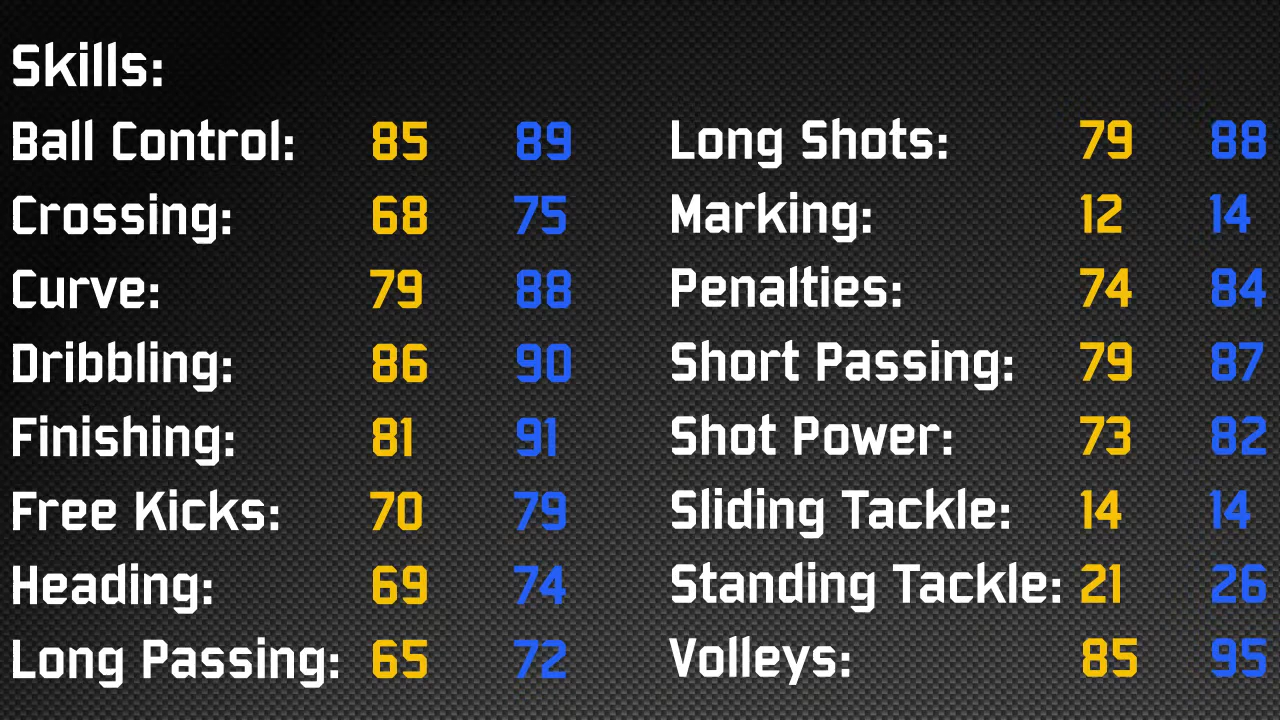 Skills:
Ball Control: 85 89
Crossing: 68 75
Curve: 79 88
Dribbling: 86 90
Finishing: 81 91
Free Kicks: 70 79
Heading: 69 74
Long Passing: 65 72
Long Shots: 79 88
Marking: 12 14
Penalties: 74 84
Short Passing: 79 87
Shot Power: 73 82
Sliding Tackle: 14 14
Standing Tackle: 21 26
Volleys: 85 95